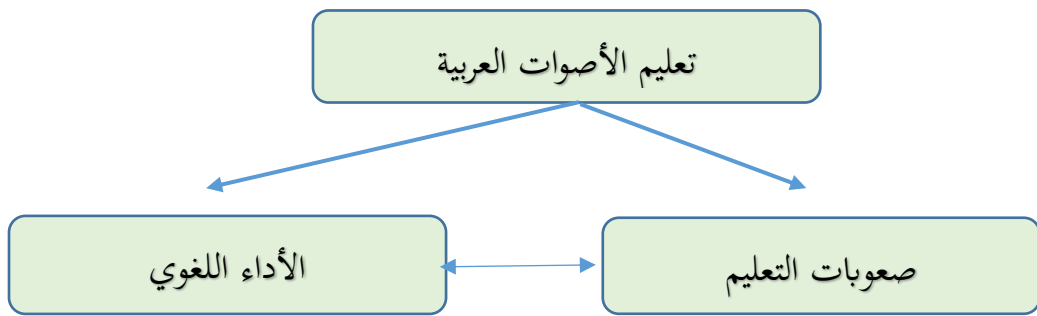 تعليم الأصوات العربية
صعوبات التعليم
الأداء اللغوي